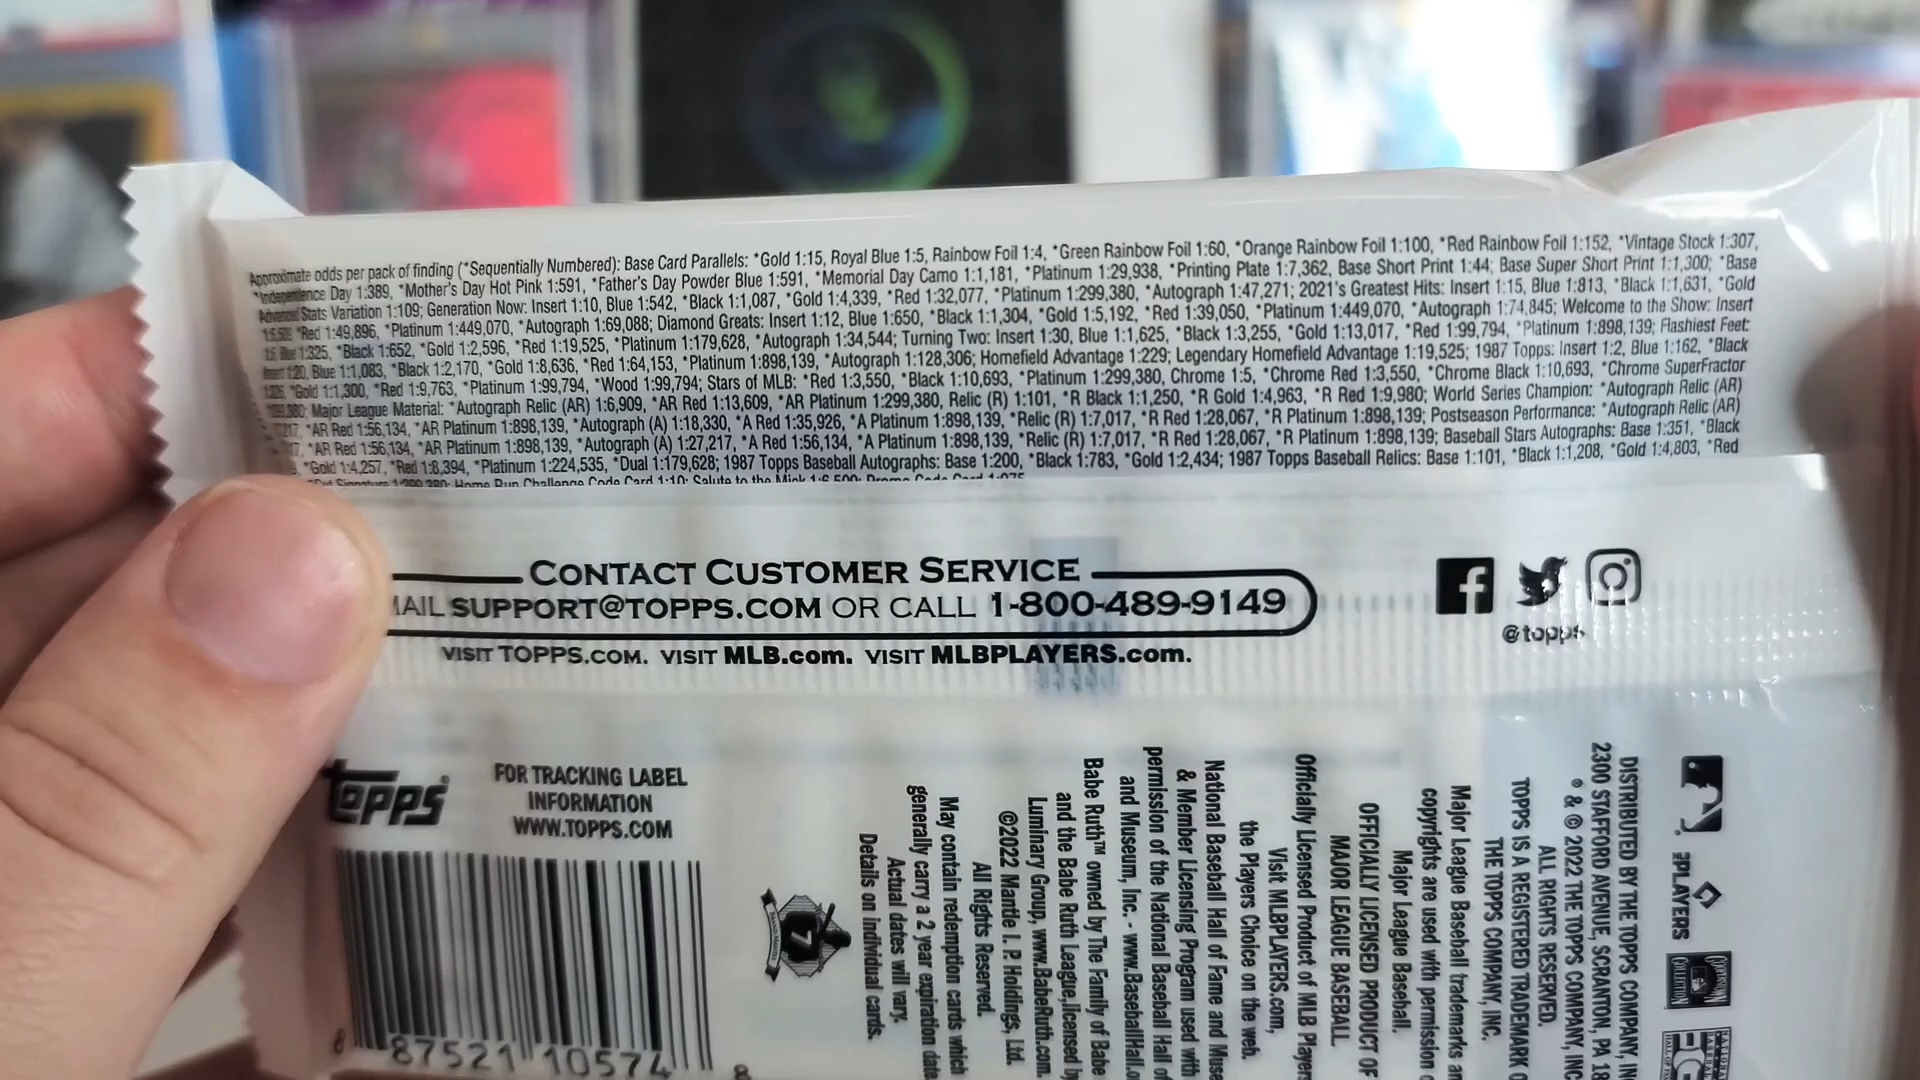 Approximate odds per pack of finding (*Sequentially Numbered): Base Card Parallels: *Gold 1:15, Royal Blue 1:5, Rainbow Foil 1:4, *Green Rainbow Foil 1:60, *Orange Rainbow Foil 1:100, *Red Rainbow Foil 1:152, *Vintage Stock 1:307,
*Independence Day 1:389, *Mother's Day Hot Pink 1:591, *Father's Day Powder Blue 1:591, *Memorial Day Camo 1:1,181, *Platinum 1:29,938, *Printing Plate 1:7,362, Base Short Print 1:44; Base Super Short Print 1:1,300; *Base
Advanced Stats Variation 1:109; Generation Now: Insert 1:10, Blue 1:542, *Black 1:1,087, *Gold 1:4,339, *Red 1:32,077, *Platinum 1:299,380, *Autograph 1:47,271; 2021's Greatest Hits: Insert 1:15, Blue 1:813, *Black 1:1,631, *Gold
*Red 1:49,896, *Platinum 1:449,070, *Autograph 1:69,088; Diamond Greats: Insert 1:12, Blue 1:650, *Black 1:1,304, *Gold 1:5,192, *Red 1:39,050, *Platinum 1:449,070, *Autograph 1:74,845; Welcome to the Show: Insert
Blue 1:325, *Black 1:652, *Gold 1:2,596, *Red 1:19,525, *Platinum 1:179,628, *Autograph 1:34,544; Turning Two: Insert 1:30, Blue 1:1,625, *Black 1:3,255, *Gold 1:13,017, *Red 1:99,794, *Platinum 1:898,139; Flashiest Feet:
Insert 1:20, Blue 1:1,083, *Black 1:2,170, *Gold 1:8,636, *Red 1:64,153, *Platinum 1:898,139, *Autograph 1:128,306; Homefield Advantage 1:229; Legendary Homefield Advantage 1:19,525; 1987 Topps: Insert 1:2, Blue 1:162, *Black
*Gold 1:1,300, *Red 1:9,763, *Platinum 1:99,794, *Wood 1:99,794; Stars of MLB: *Red 1:3,550, *Black 1:10,693, *Platinum 1:299,380, Chrome 1:5, *Chrome Red 1:3,550, *Chrome Black 1:10,693, *Chrome SuperFractor
Major League Material: *Autograph Relic (AR) 1:6,909, *AR Red 1:13,609, *AR Platinum 1:299,380, Relic (R) 1:101, *R Black 1:1,250, *R Gold 1:4,963, *R Red 1:9,980; World Series Champion: *Autograph Relic (AR)
*AR Red 1:56,134, *AR Platinum 1:898,139, *Autograph (A) 1:18,330, *A Red 1:35,926, *A Platinum 1:898,139, *Relic (R) 1:7,017, *R Red 1:28,067, *R Platinum 1:898,139; Postseason Performance: *Autograph Relic (AR)
*AR Red 1:56,134, *AR Platinum 1:898,139, *Autograph (A) 1:27,217, *A Red 1:56,134, *A Platinum 1:898,139, *Relic (R) 1:7,017, *R Red 1:28,067, *R Platinum 1:898,139; Baseball Stars Autographs: Base 1:351, *Black
*Gold 1:4,257, *Red 1:8,394, *Platinum 1:224,535, *Dual 1:179,628; 1987 Topps Baseball Autographs: Base 1:200, *Black 1:783, *Gold 1:2,434; 1987 Topps Baseball Relics: Base 1:101, *Black 1:1,208, *Gold 1:4,803, *Red
Home Run Challenge Code Card 1:10; Salute to the Mick
CONTACT CUSTOMER SERVICE
SUPPORT@TOPPS.COM OR CALL 1-800-489-9149
@topps
VISIT TOPPS.COM. VISIT MLB.com. VISIT MLBPLAYERS.com.
topps
FOR TRACKING LABEL
INFORMATION
WWW.TOPPS.COM
87521 10574
PLAYERS
DISTRIBUTED BY THE TOPPS COMPANY,
2300 STAFFORD AVENUE, SCRANTON, PA
® & © 2022 THE TOPPS COMPANY, INC.
ALL RIGHTS RESERVED.
TOPPS IS A REGISTERED TRADEMARK
THE TOPPS COMPANY, INC.
Major League Baseball trademarks
copyrights are used with permission
Major League Baseball.
OFFICIALLY LICENSED PRODUCT OF
MAJOR LEAGUE BASEBALL.
Officially Licensed Product of MLB Players
Visit MLBPLAYERS.com,
the Players Choice on the web.
National Baseball Hall of Fame and
& Member Licensing Program used with
permission of the National Baseball Hall of
and Museum, Inc. - www.BaseballHall.
Babe Ruth™ owned by The Family of Babe
and the Babe Ruth League, licensed
Luminary Group, www.BabeRuth.com.
©2022 Mantle I. P. Holdings, Ltd.
All Rights Reserved.
May contain redemption cards which
generally carry a 2 year expiration date.
Actual dates will vary.
Details on individual cards.
7